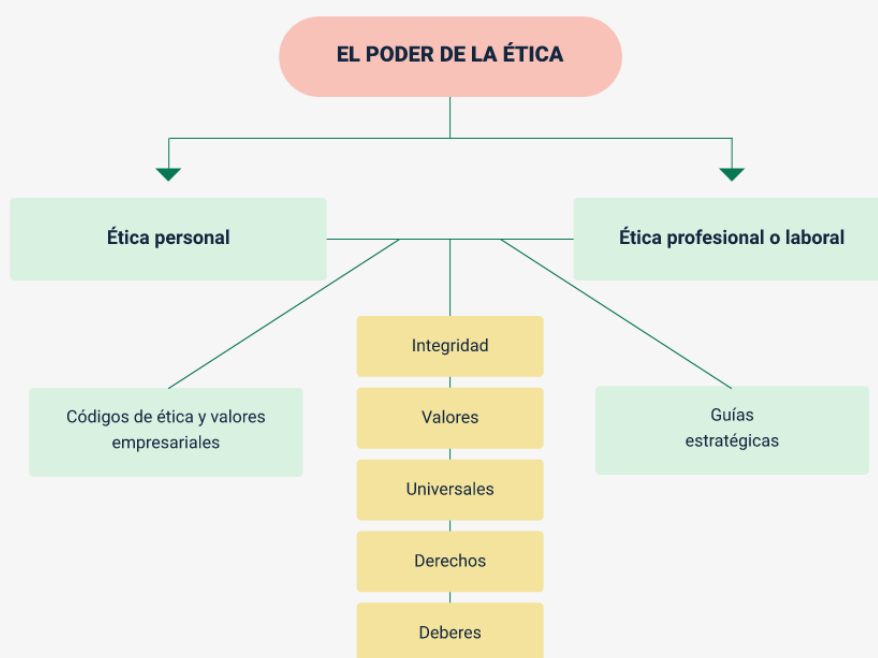 EL PODER DE LA ÉTICA
Ética personal
Ética profesional o laboral
Integridad
Códigos de ética y valores
empresariales
Valores
Guías
estratégicas
Universales
Derechos
Deberes